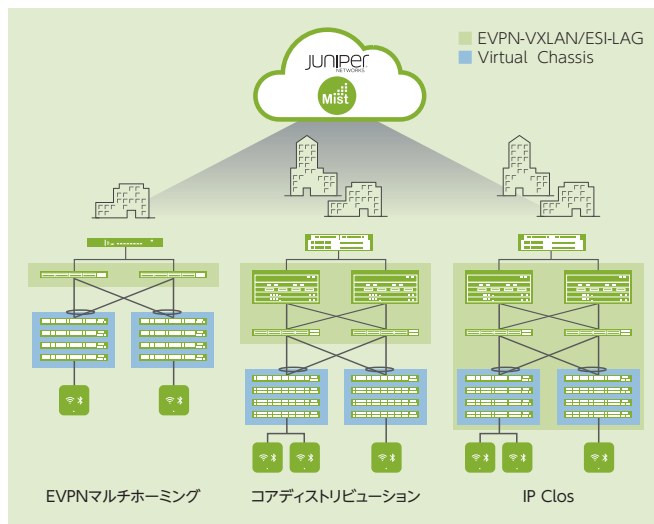 JUNIPEr
NETWORKS
Mist
EVPN-VXLAN/ESI-LAG
Virtual Chassis
EVPNマルチホーミング
コアディストリビューション
IP Clos